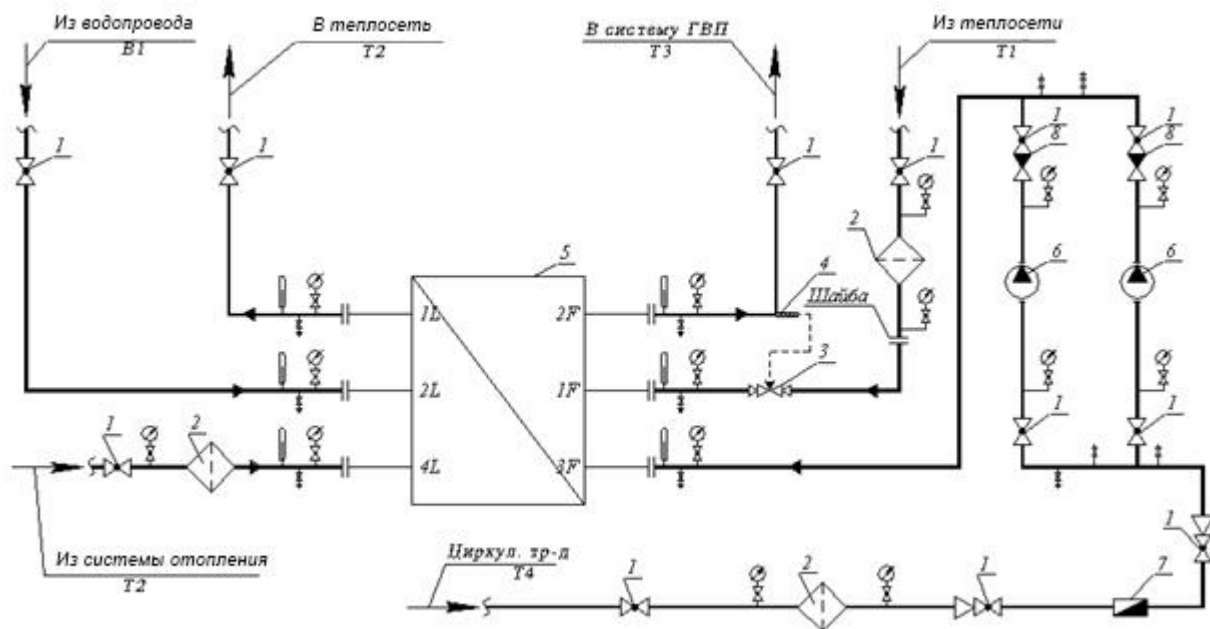 Из водопровода
В1
В теплосеть
Т2
В систему ГВП
Т3
Из теплосети
Т1
1
1
1
1
1
8
1
8
2
5
4
6
6
Шайба
1L
2F
3
2L
1F
1
1
1
2
4L
3F
Из системы отопления
Т2
Циркул. тр-д
Т4
1
1
2
1
7